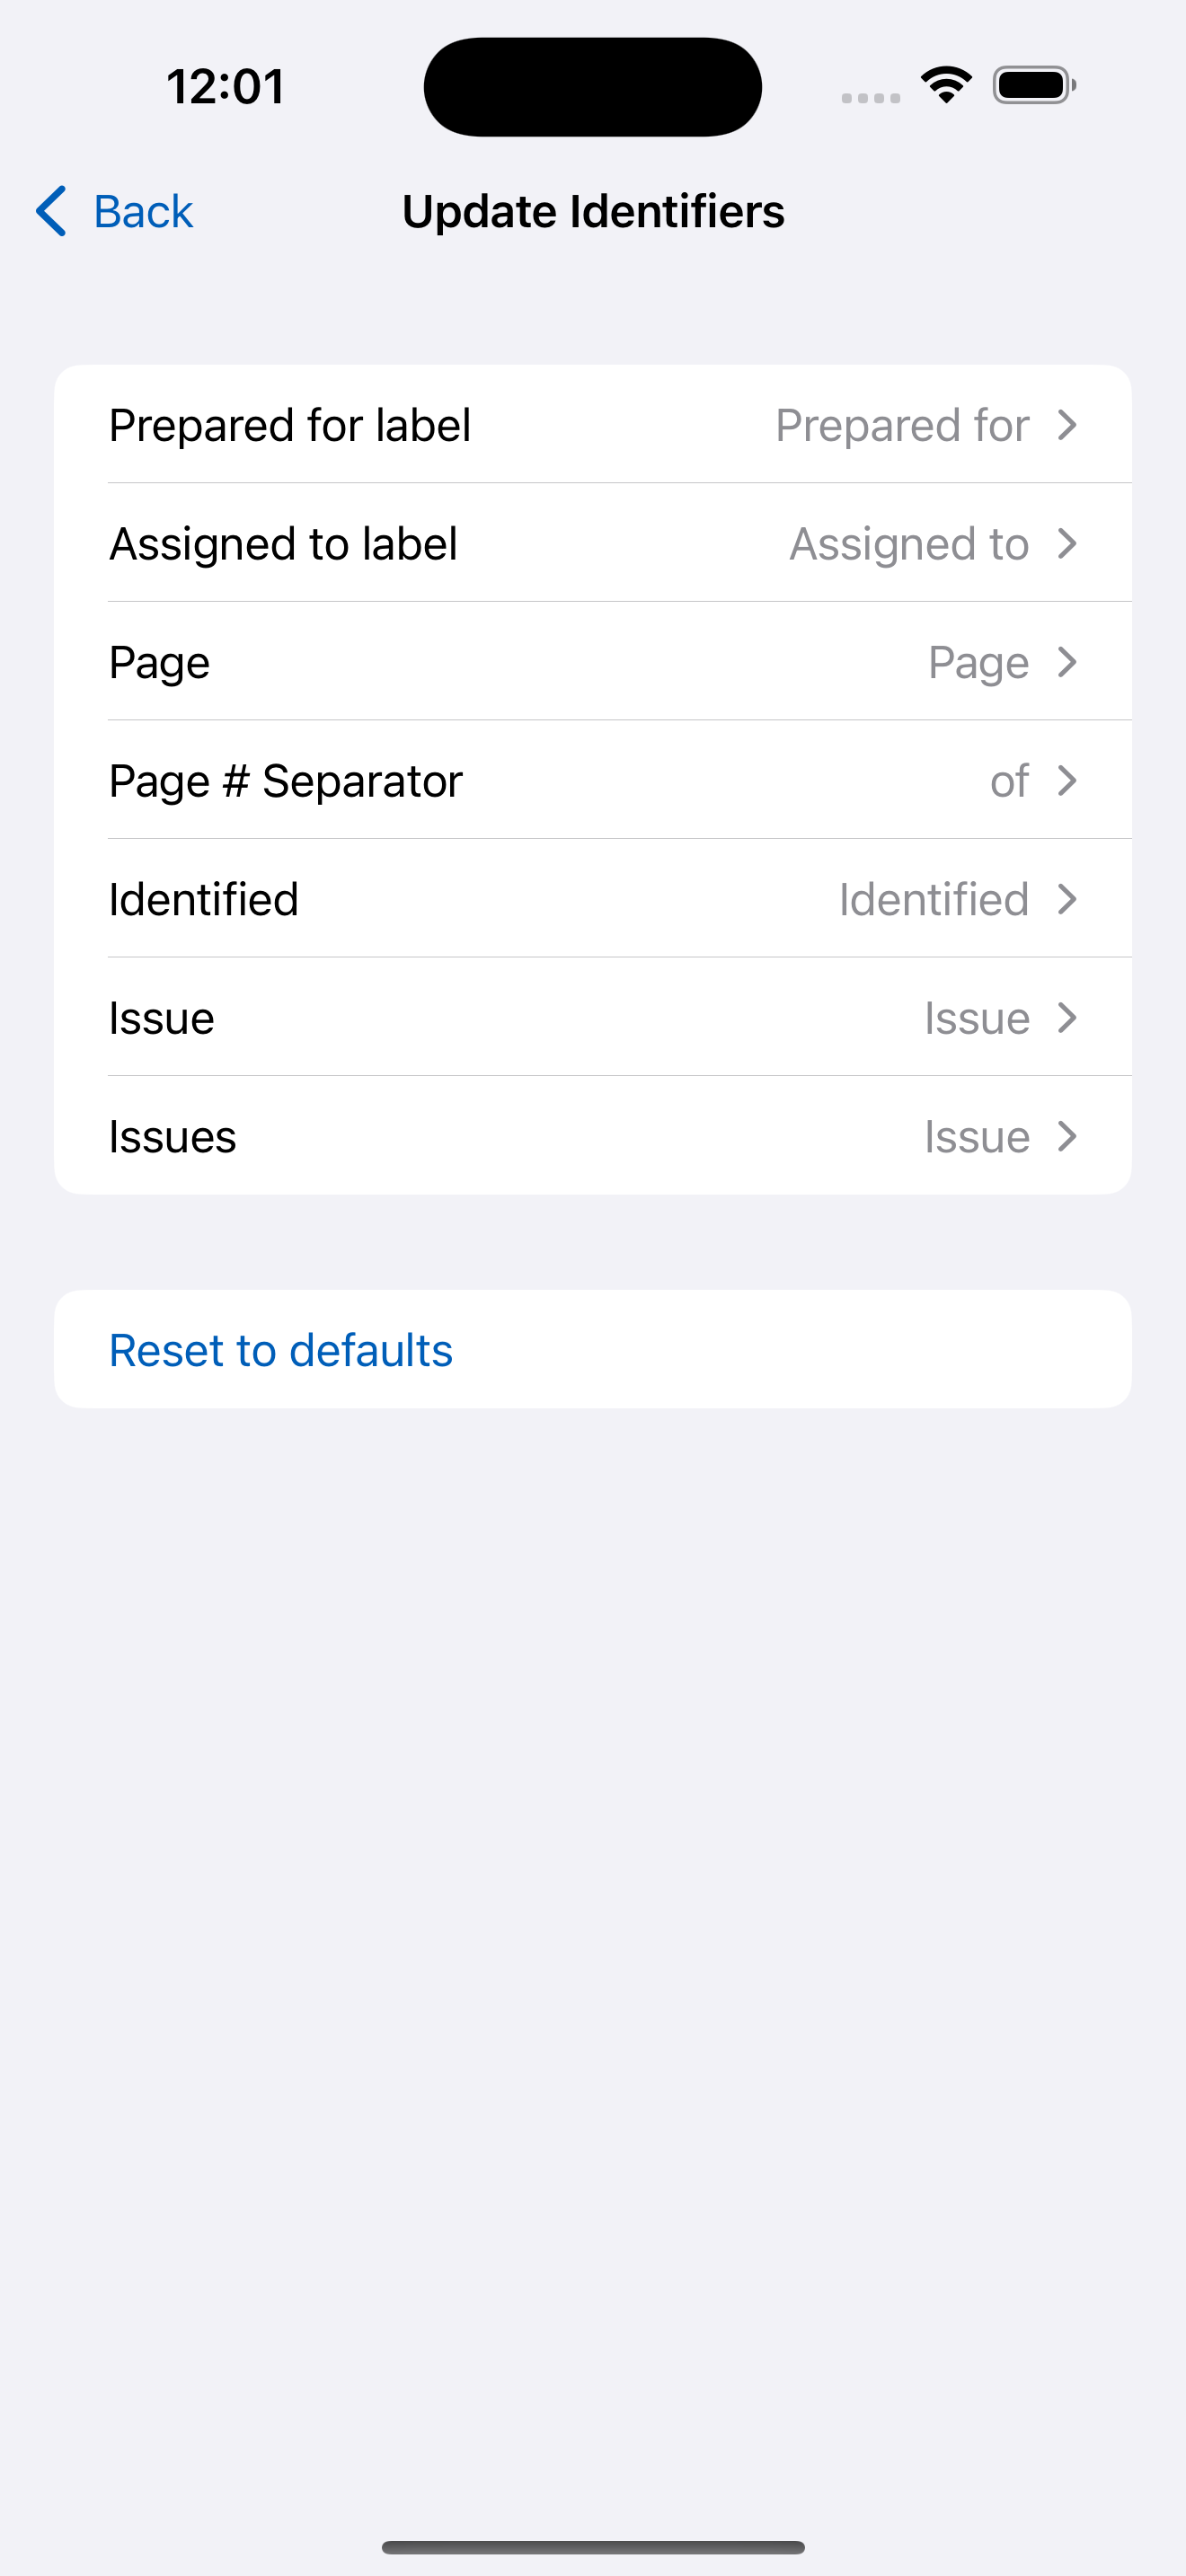 12:01
Back Update Identifiers
Prepared for label Prepared for
Assigned to label Assigned to
Page Page
Page # Separator of
Identified Identified
Issue Issue
Issues Issue
Reset to defaults